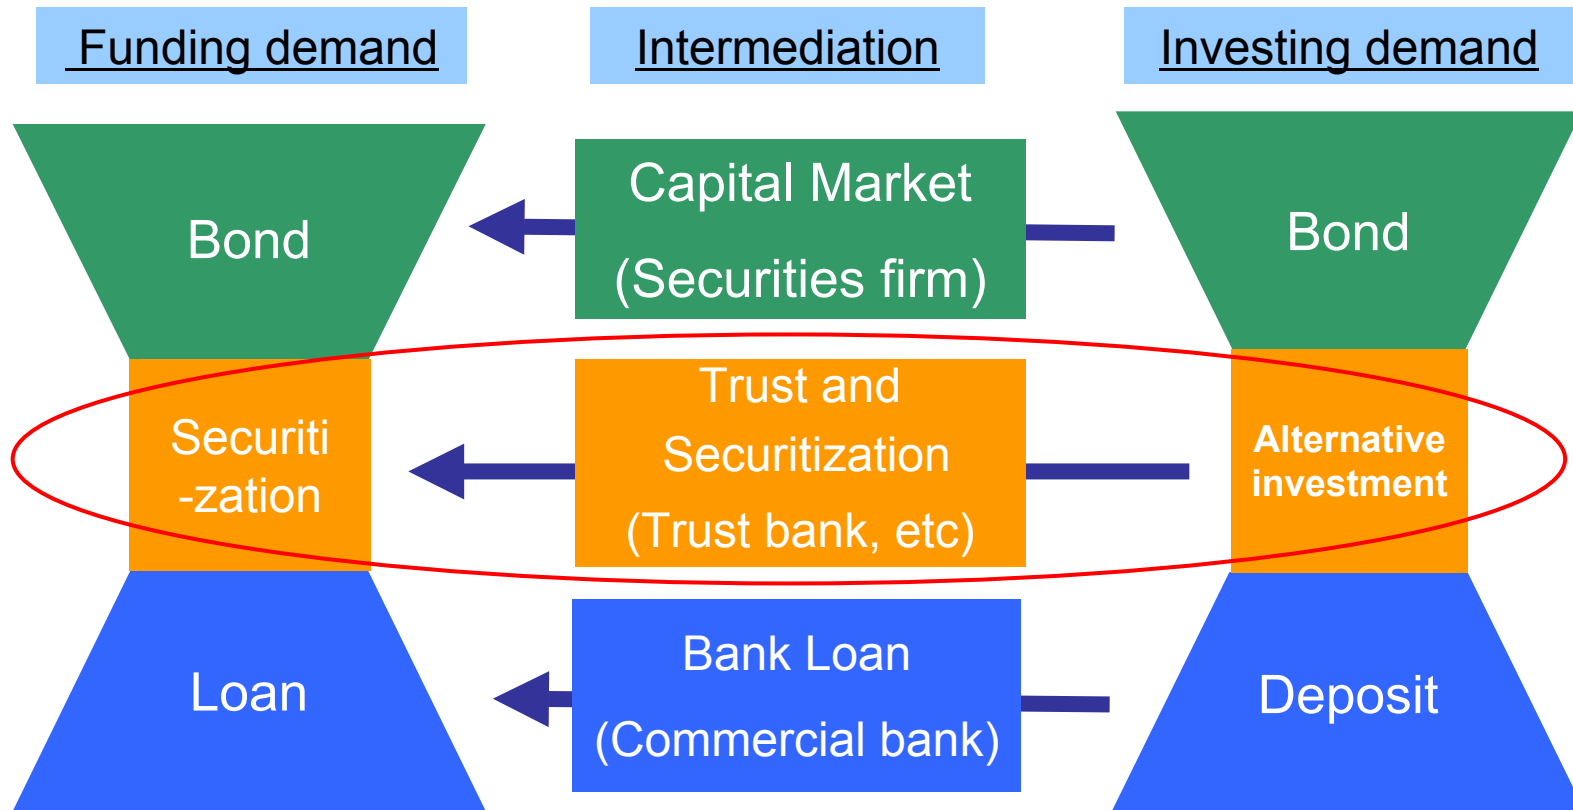 Funding demand
Intermediation
Investing demand
Bond
Capital Market
(Securities firm)
Bond
Securiti
-zation
Trust and
Securitization
(Trust bank, etc)
Alternative
investment
Loan
Bank Loan
(Commercial bank)
Deposit